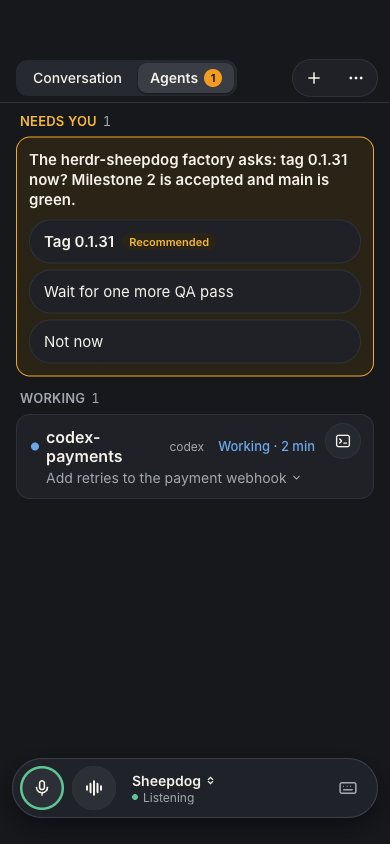 Conversation
Agents 1
NEEDS YOU 1
The herdr-sheepdog factory asks: tag 0.1.31
now? Milestone 2 is accepted and main is
green.
Tag 0.1.31 Recommended
Wait for one more QA pass
Not now
WORKING 1
codex-
payments
codex
Working · 2 min
Add retries to the payment webhook
Sheepdog
Listening